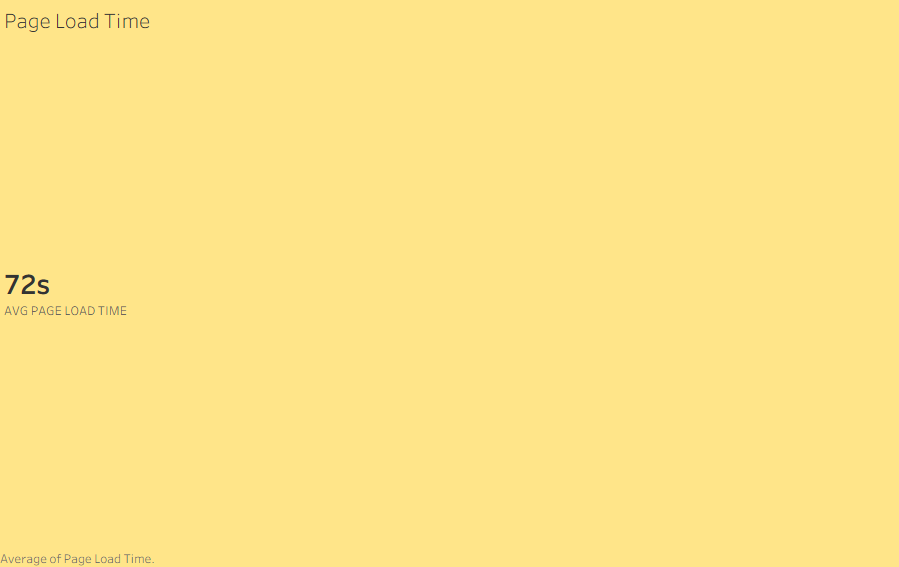 Page Load Time
72s
AVG PAGE LOAD TIME
Average of Page Load Time.